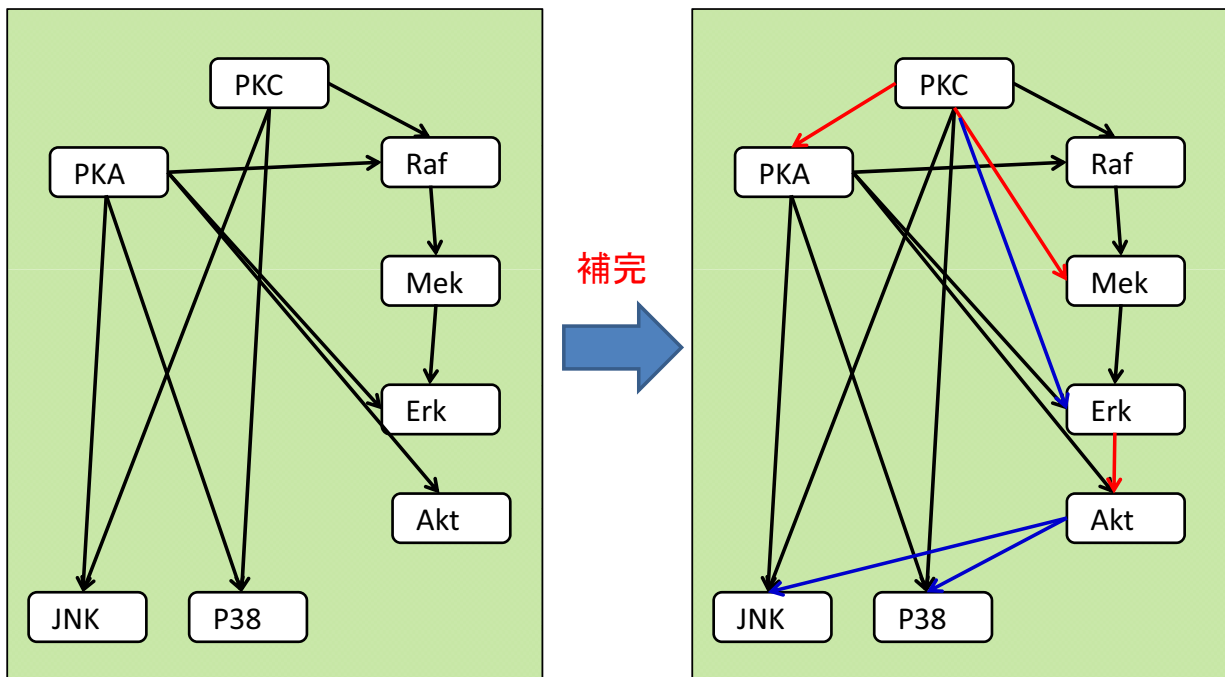 PKC
Raf
PKA
Mek
Erk
Akt
JNK
P38
補完
PKC
Raf
PKA
Mek
Erk
Akt
JNK
P38